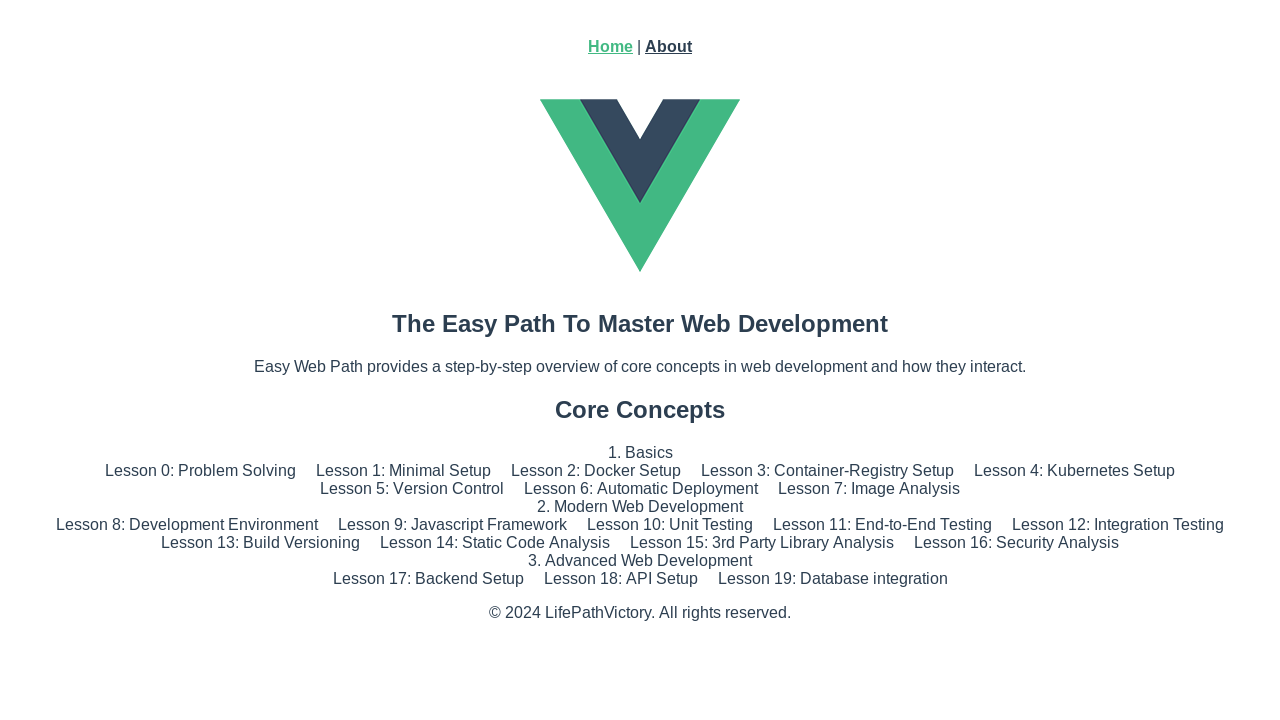 Home | About
The Easy Path To Master Web Development
Easy Web Path provides a step-by-step overview of core concepts in web development and how they interact.
Core Concepts
1. Basics
Lesson 0: Problem Solving Lesson 1: Minimal Setup Lesson 2: Docker Setup Lesson 3: Container-Registry Setup Lesson 4: Kubernetes Setup
Lesson 5: Version Control Lesson 6: Automatic Deployment Lesson 7: Image Analysis
2. Modern Web Development
Lesson 8: Development Environment Lesson 9: Javascript Framework Lesson 10: Unit Testing Lesson 11: End-to-End Testing Lesson 12: Integration Testing
Lesson 13: Build Versioning Lesson 14: Static Code Analysis Lesson 15: 3rd Party Library Analysis Lesson 16: Security Analysis
3. Advanced Web Development
Lesson 17: Backend Setup Lesson 18: API Setup Lesson 19: Database integration
© 2024 LifePathVictory. All rights reserved.